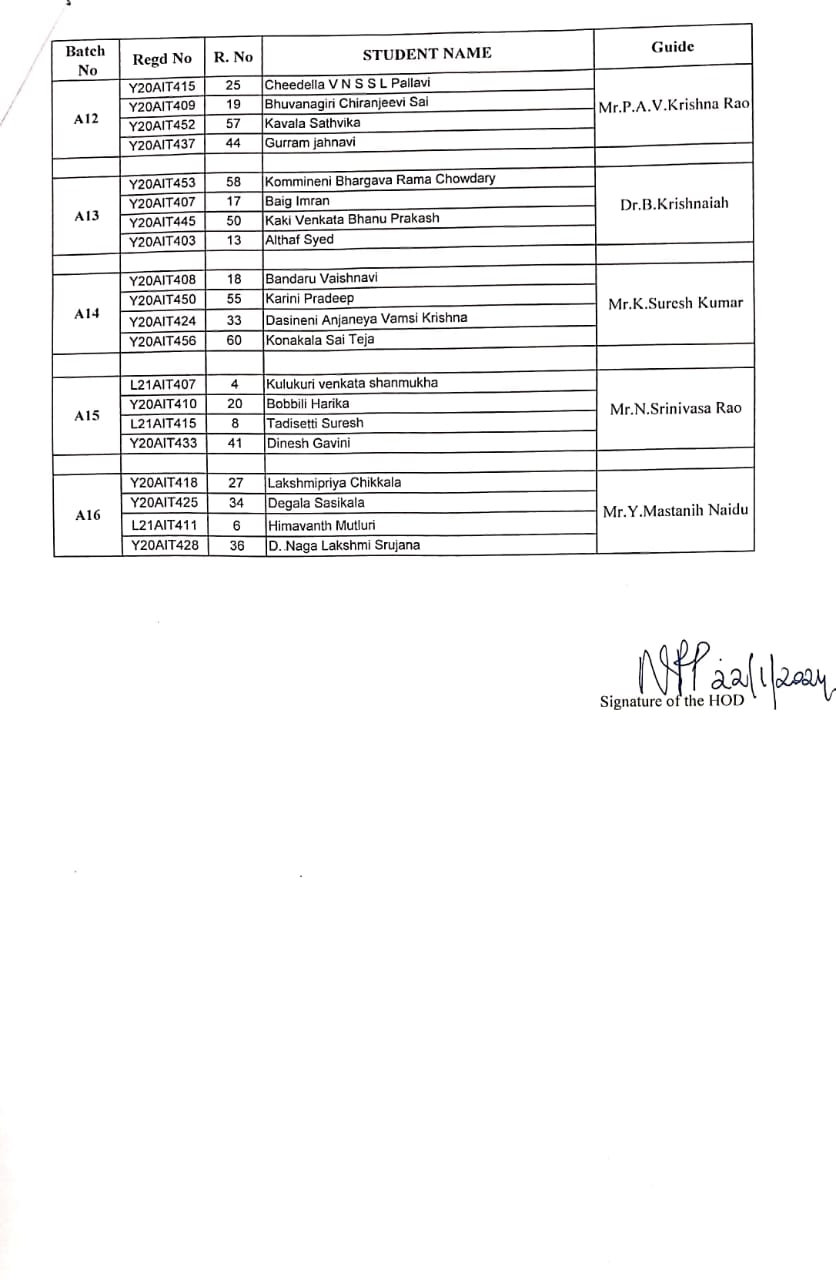 Batch No Regd No R. No STUDENT NAME Guide
A12 Y20AIT415 25 Cheedella V N S S L Pallavi Mr.P.A.V.Krishna Rao
Y20AIT409 19 Bhuvanagiri Chiranjeevi Sai
Y20AIT452 57 Kavala Sathvika
Y20AIT437 44 Gurram jahnavi
A13 Y20AIT453 58 Kommineni Bhargava Rama Chowdary Dr.B.Krishnaiah
Y20AIT407 17 Baig Imran
Y20AIT445 50 Kaki Venkata Bhanu Prakash
Y20AIT403 13 Althaf Syed
A14 Y20AIT408 18 Bandaru Vaishnavi Mr.K.Suresh Kumar
Y20AIT450 55 Karini Pradeep
Y20AIT424 33 Dasineni Anjaneya Vamsi Krishna
Y20AIT456 60 Konakala Sai Teja
A15 L21AIT407 4 Kulukuri venkata shanmukha Mr.N.Srinivasa Rao
Y20AIT410 20 Bobbili Harika
L21AIT415 8 Tadisetti Suresh
Y20AIT433 41 Dinesh Gavini
A16 Y20AIT418 27 Lakshmipriya Chikkala Mr.Y.Mastanih Naidu
Y20AIT425 34 Degala Sasikala
L21AIT411 6 Himavanth Mutluri
Y20AIT428 36 D..Naga Lakshmi Srujana
22/1/2024
Signature of the HOD